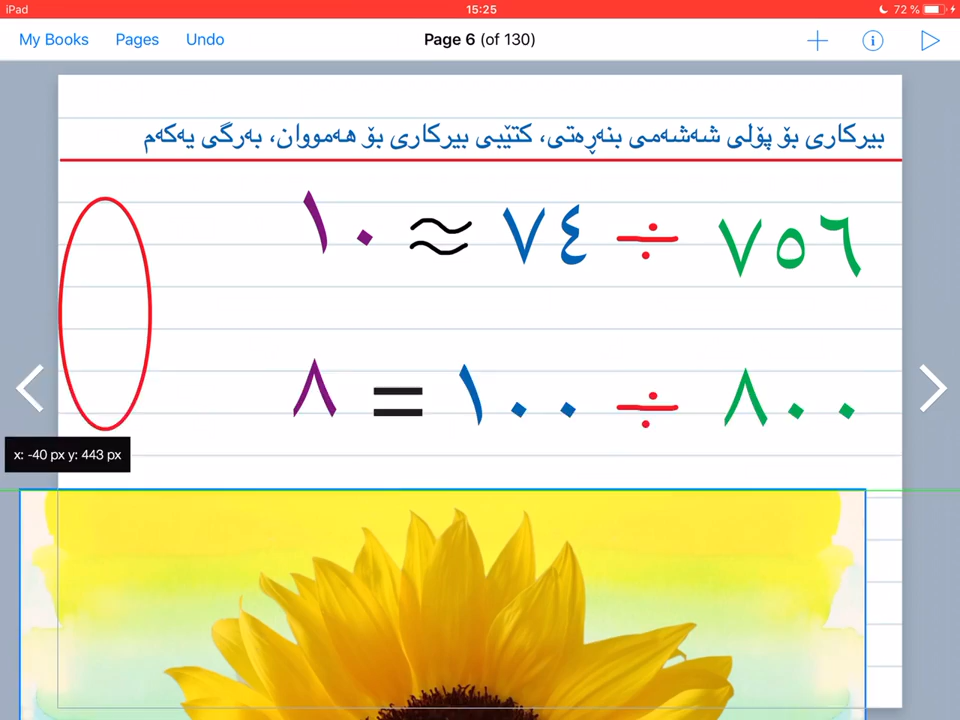 iPad 15:25 72 %
My Books Pages Undo Page 6 (of 130)
بیرکاری بۆ پۆلی شەشەمی بنەڕەتی، کتێبی بیرکاری بۆ هەمووان، بەرگی یەکەم
٧٥٦ ÷ ٧٤ ≈ ١٠
٨٠٠ ÷ ١٠٠ = ٨
x: -40 px y: 443 px